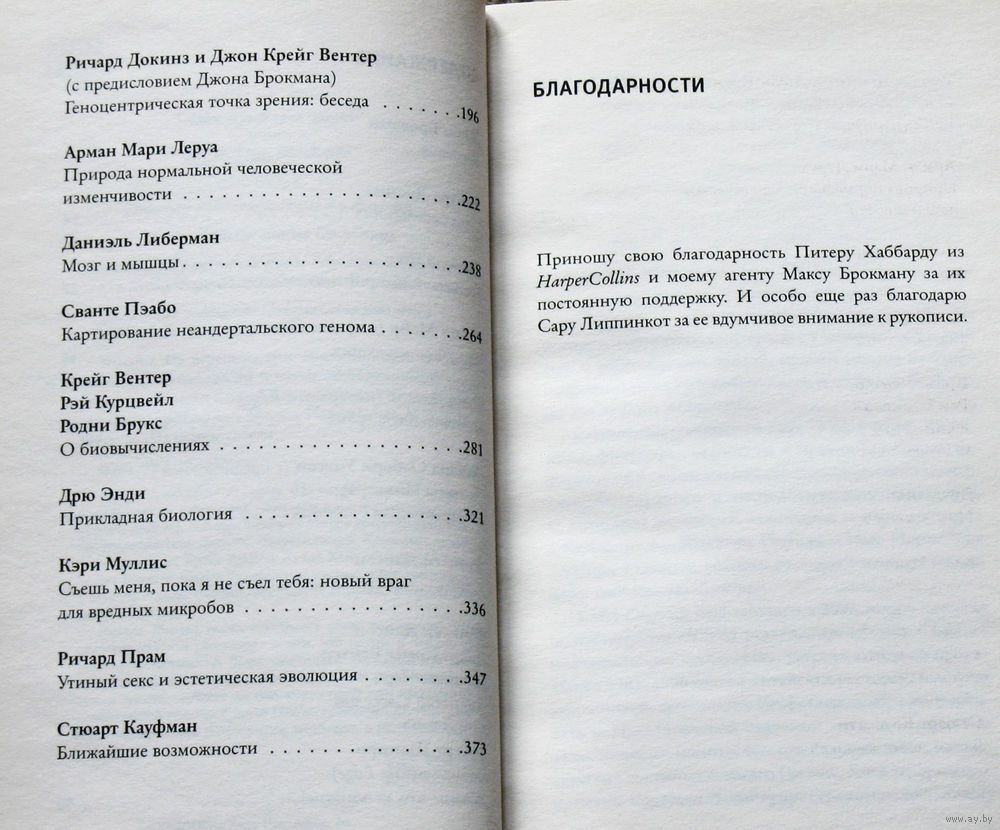 Ричард Докинз и Джон Крейг Вентер
(с предисловием Джона Брокмана)
Геноцентрическая точка зрения: беседа . . . . . . .196
Арман Мари Леруа
Природа нормальной человеческой
изменчивости . . . . . . . . . . . . . . . . . . . .222
Даниэль Либерман
Мозг и мышцы. . . . . . . . . . . . . . . . . . . .238
Сванте Пэабо
Картирование неандертальского генома . . . . . . .264
Крейг Вентер
Рэй Курцвейл
Родни Брукс
О биовычислениях . . . . . . . . . . . . . . . . . .281
Дрю Энди
Прикладная биология . . . . . . . . . . . . . . . .321
Кэри Муллис
Съешь меня, пока я не съел тебя: новый враг
для вредных микробов . . . . . . . . . . . . . . . .336
Ричард Прам
Утиный секс и эстетическая эволюция . . . . . . . .347
Стюарт Кауфман
Ближайшие возможности . . . . . . . . . . . . . .373
БЛАГОДАРНОСТИ
Приношу свою благодарность Питеру Хаббарду из
HarperCollins и моему агенту Максу Брокману за их
постоянную поддержку. И особо еще раз благодарю
Сару Липпинкот за ее вдумчивое внимание к рукописи.
www.ay.by